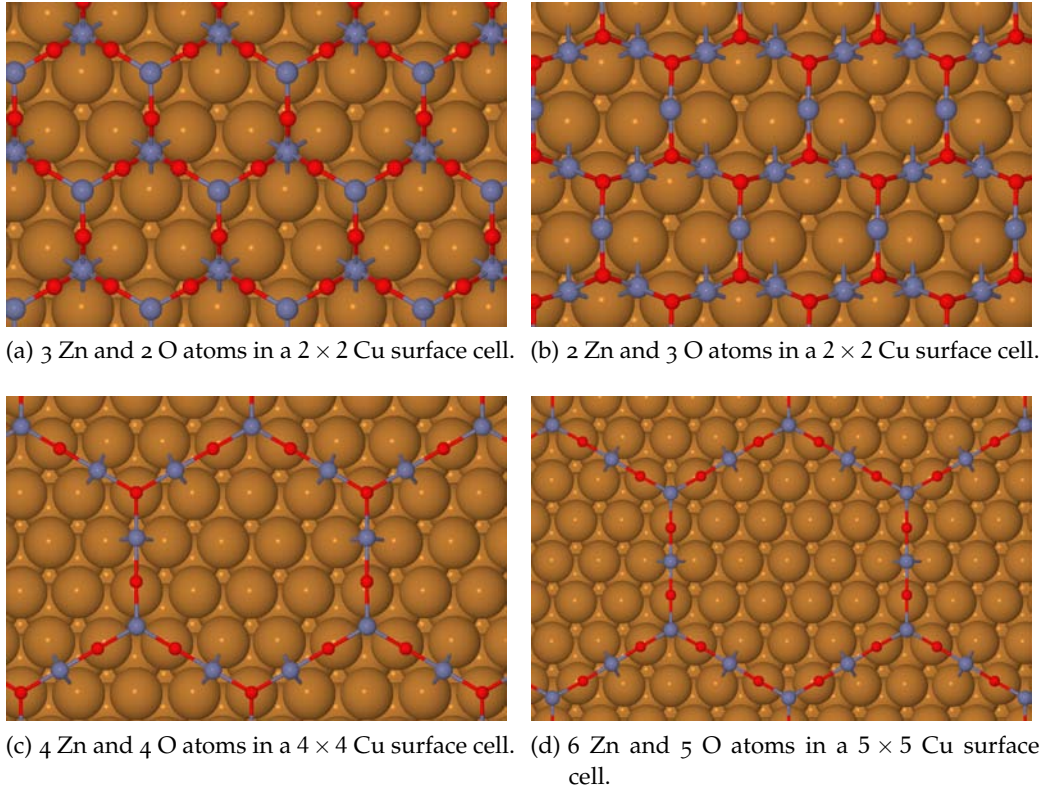 (a) 3 Zn and 2 O atoms in a 2 × 2 Cu surface cell.
(b) 2 Zn and 3 O atoms in a 2 × 2 Cu surface cell.
(c) 4 Zn and 4 O atoms in a 4 × 4 Cu surface cell.
(d) 6 Zn and 5 O atoms in a 5 × 5 Cu surface
cell.